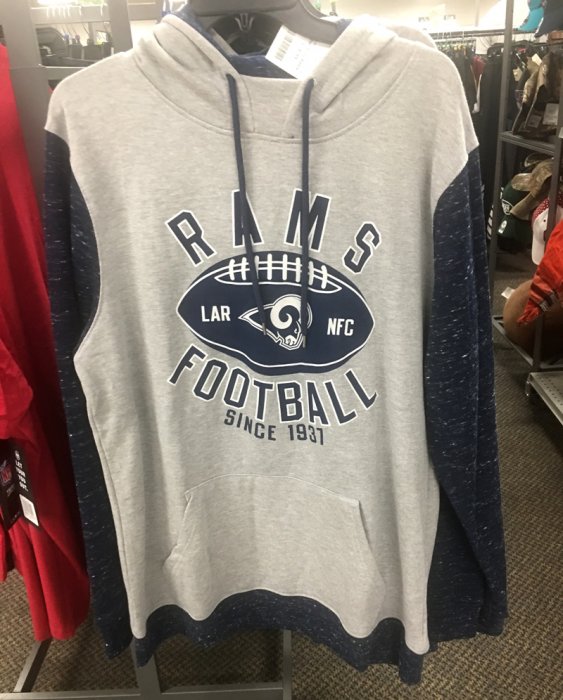 RAMS
LAR NFC
FOOTBALL
SINCE 1937